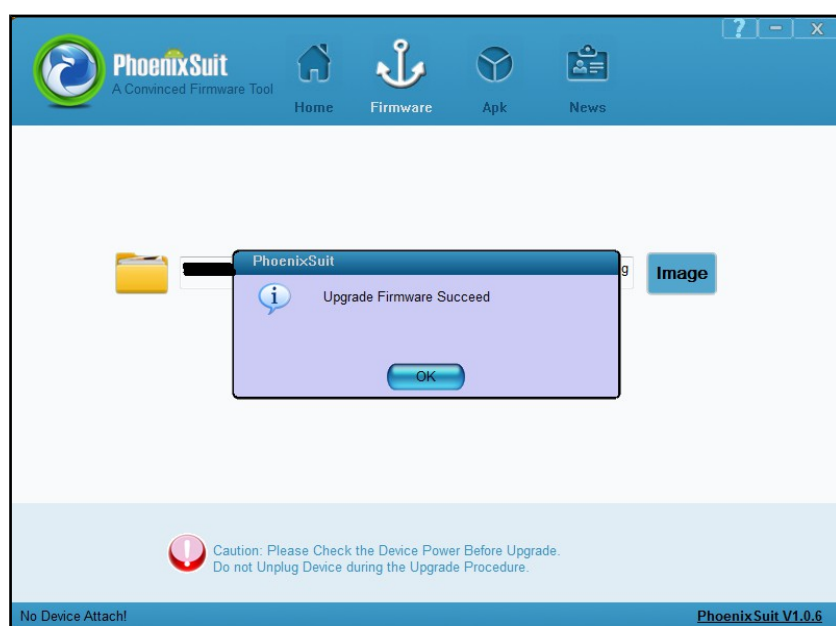 ? - x
PhoenixSuit
A Convinced Firmware Tool
Home Firmware Apk News
PhoenixSuit
g
Image
Upgrade Firmware Succeed
OK
Caution: Please Check the Device Power Before Upgrade.
Do not Unplug Device during the Upgrade Procedure.
No Device Attach! PhoenixSuit V1.0.6